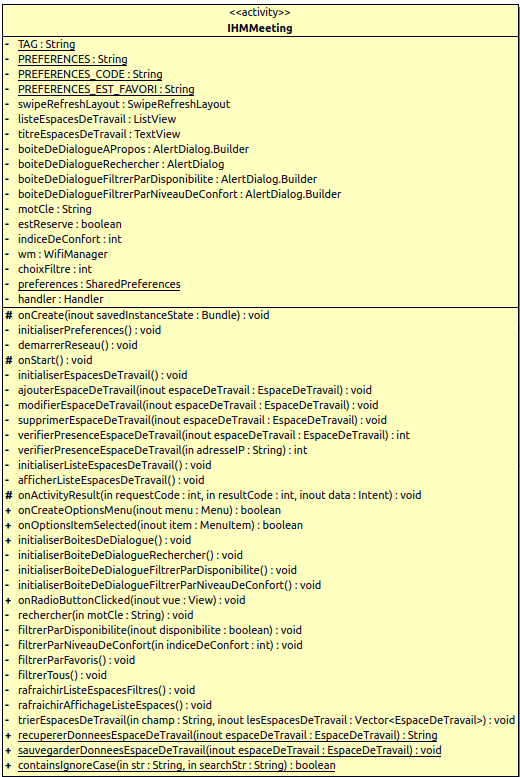 <<activity>>
IHMMeeting
- TAG : String
- PREFERENCES : String
- PREFERENCES_CODE : String
- PREFERENCES_EST_FAVORI : String
- swipeRefreshLayout : SwipeRefreshLayout
- listeEspacesDeTravail : ListView
- titreEspacesDeTravail : TextView
- boiteDeDialogueAPropos : AlertDialog.Builder
- boiteDeDialogueRechercher : AlertDialog
- boiteDeDialogueFiltrerParDisponibilite : AlertDialog.Builder
- boiteDeDialogueFiltrerParNiveauDeConfort : AlertDialog.Builder
- motCle : String
- estReserve : boolean
- indiceDeConfort : int
- wm : WifiManager
- choixFiltre : int
- preferences : SharedPreferences
- handler : Handler
# onCreate(inout savedInstanceState : Bundle) : void
- initialiserPreferences() : void
- demarrerReseau() : void
# onStart() : void
- initialiserEspacesDeTravail() : void
- ajouterEspaceDeTravail(inout espaceDeTravail : EspaceDeTravail) : void
- modifierEspaceDeTravail(inout espaceDeTravail : EspaceDeTravail) : void
- supprimerEspaceDeTravail(inout espaceDeTravail : EspaceDeTravail) : void
- verifierPresenceEspaceDeTravail(inout espaceDeTravail : EspaceDeTravail) : int
- verifierPresenceEspaceDeTravail(in adresseIP : String) : int
- initialiserListeEspacesDeTravail() : void
- afficherListeEspacesDeTravail() : void
# onActivityResult(in requestCode : int, in resultCode : int, inout data : Intent) : void
+ onCreateOptionsMenu(inout menu : Menu) : boolean
+ onOptionsItemSelected(inout item : MenuItem) : boolean
+ initialiserBoitesDeDialogue() : void
- initialiserBoiteDeDialogueRechercher() : void
- initialiserBoiteDeDialogueFiltrerParDisponibilite() : void
- initialiserBoiteDeDialogueFiltrerParNiveauDeConfort() : void
+ onRadioButtonClicked(inout vue : View) : void
- rechercher(in motCle : String) : void
- filtrerParDisponibilite(inout disponibilite : boolean) : void
- filtrerParNiveauDeConfort(in indiceDeConfort : int) : void
- filtrerParFavoris() : void
- filtrerTous() : void
- rafraichirListeEspacesFiltres() : void
- rafraichirAffichageListeEspaces() : void
- trierEspacesDeTravail(in champ : String, inout lesEspacesDeTravail : Vector<EspaceDeTravail>) : void
+ recupererDonneesEspaceDeTravail(inout espaceDeTravail : EspaceDeTravail) : String
+ sauvegarderDonneesEspaceDeTravail(inout espaceDeTravail : EspaceDeTravail) : void
+ containsIgnoreCase(in str : String, in searchStr : String) : boolean